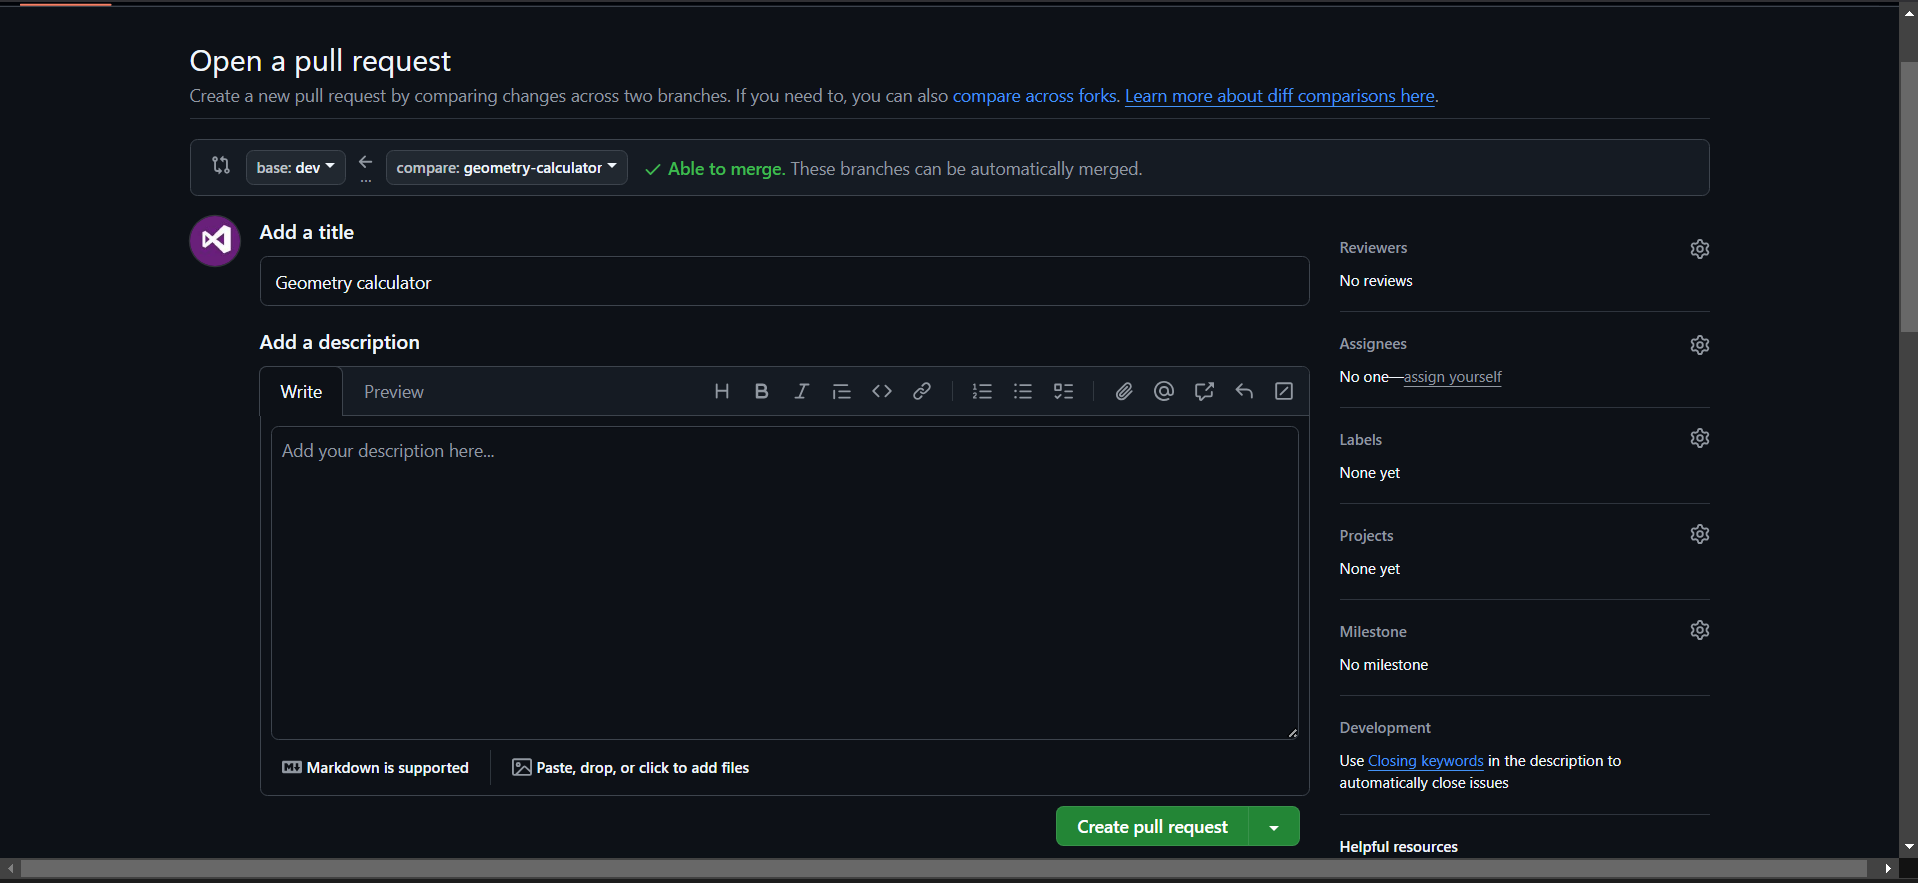 Open a pull request
Create a new pull request by comparing changes across two branches. If you need to, you can also compare across forks. Learn more about diff comparisons here.
base: dev
...
compare: geometry-calculator
Able to merge. These branches can be automatically merged.
Add a title
Geometry calculator
Add a description
Write
Preview
Add your description here...
Markdown is supported
Paste, drop, or click to add files
Create pull request
Reviewers
No reviews
Assignees
No one—assign yourself
Labels
None yet
Projects
None yet
Milestone
No milestone
Development
Use Closing keywords in the description to
automatically close issues
Helpful resources